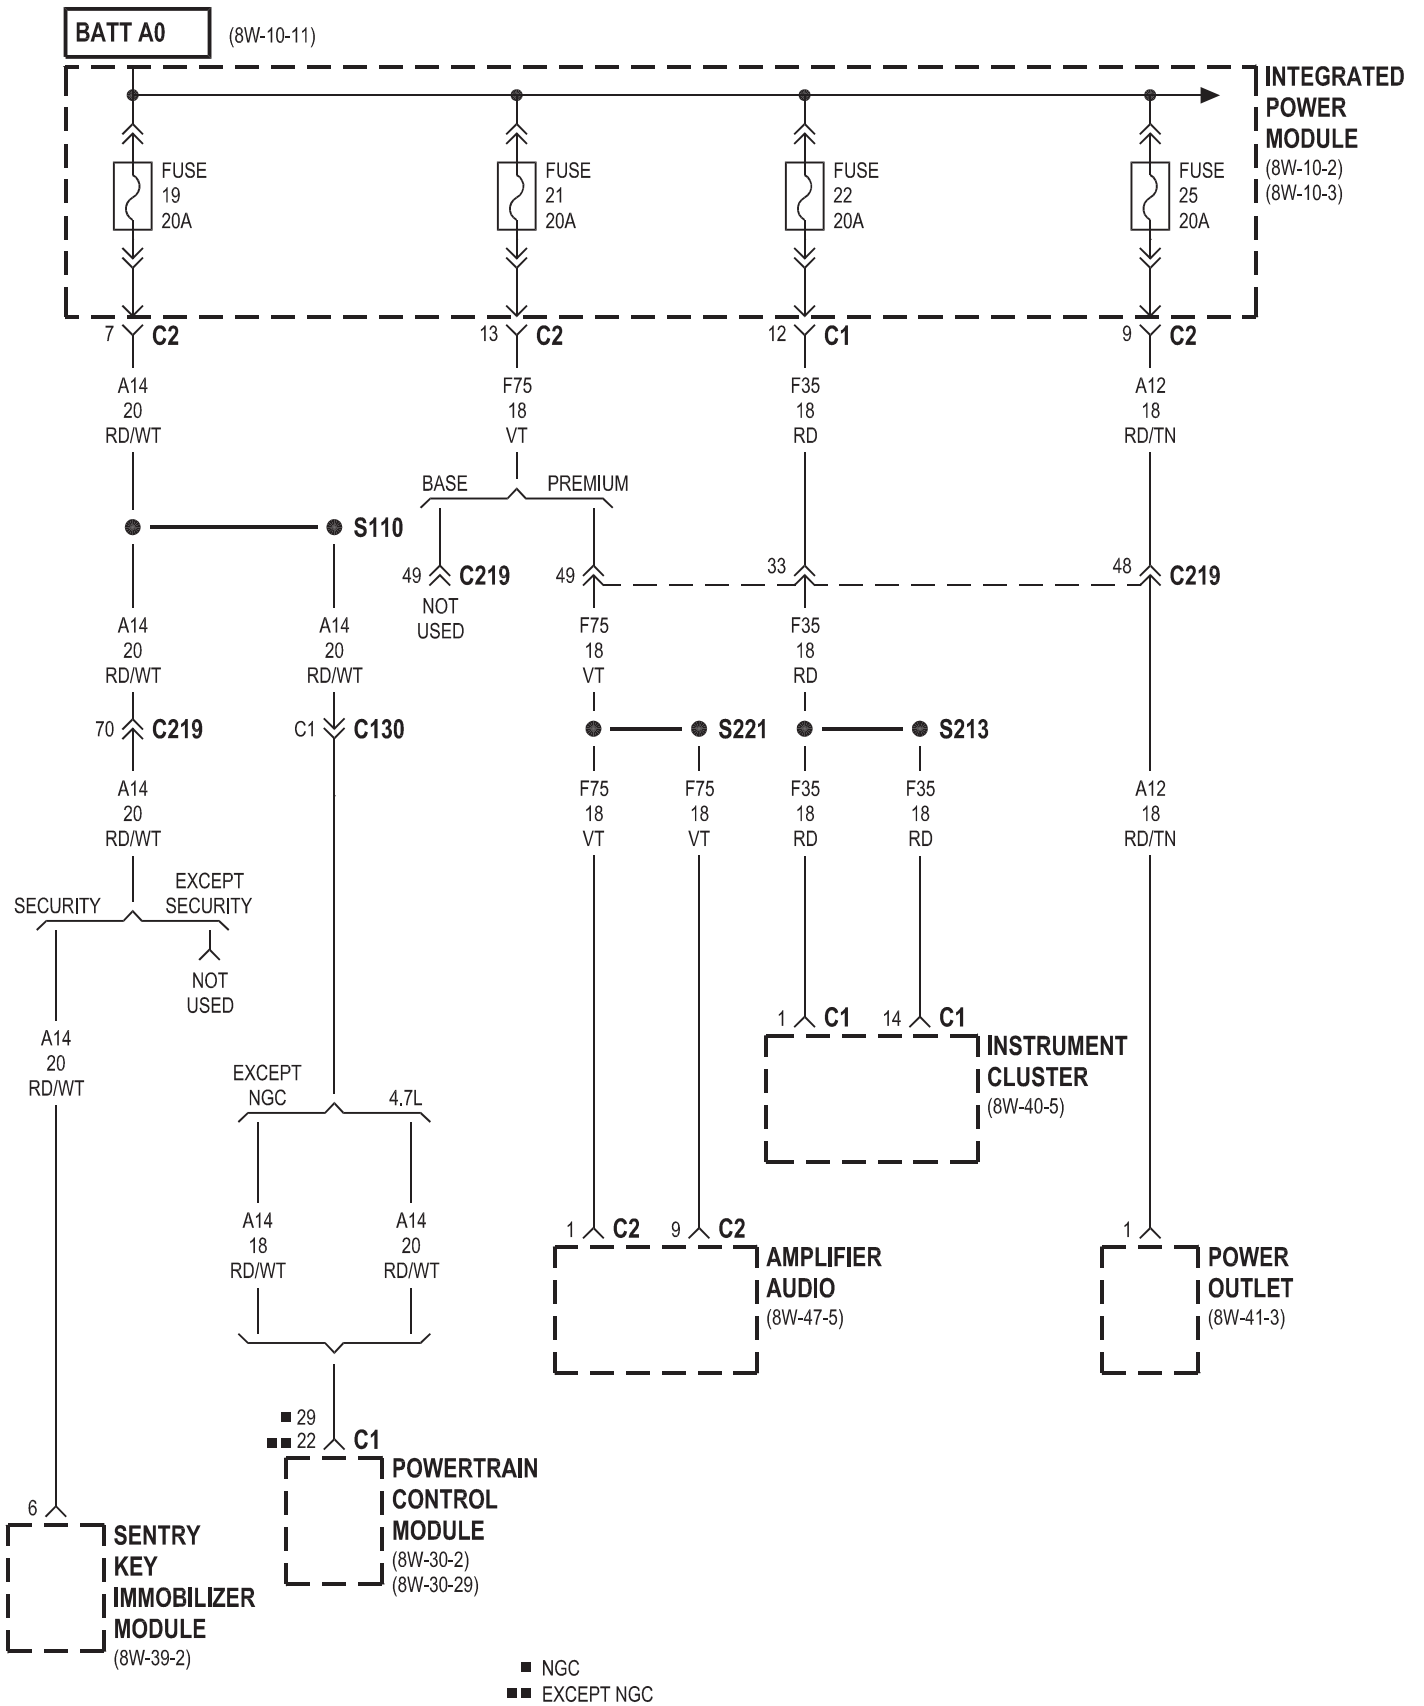 BATT A0
(8W-10-11)
INTEGRATED
POWER
MODULE
(8W-10-2)
(8W-10-3)
FUSE
19
20A
FUSE
21
20A
FUSE
22
20A
FUSE
25
20A
7 C2
13 C2
12 C1
9 C2
A14
20
RD/WT
F75
18
VT
F35
18
RD
A12
18
RD/TN
BASE
PREMIUM
S110
49 C219
NOT
USED
49
33
48 C219
A14
20
RD/WT
A14
20
RD/WT
F75
18
VT
F35
18
RD
70 C219
C1 C130
S221
S213
A14
20
RD/WT
F75
18
VT
F75
18
VT
F35
18
RD
F35
18
RD
A12
18
RD/TN
SECURITY
EXCEPT
SECURITY
NOT
USED
A14
20
RD/WT
1 C1
14 C1
INSTRUMENT
CLUSTER
(8W-40-5)
EXCEPT
NGC
4.7L
A14
18
RD/WT
A14
20
RD/WT
1 C2
9 C2
AMPLIFIER
AUDIO
(8W-47-5)
1
POWER
OUTLET
(8W-41-3)
29
22 C1
POWERTRAIN
CONTROL
MODULE
(8W-30-2)
(8W-30-29)
6
SENTRY
KEY
IMMOBILIZER
MODULE
(8W-39-2)
■ NGC
■■ EXCEPT NGC